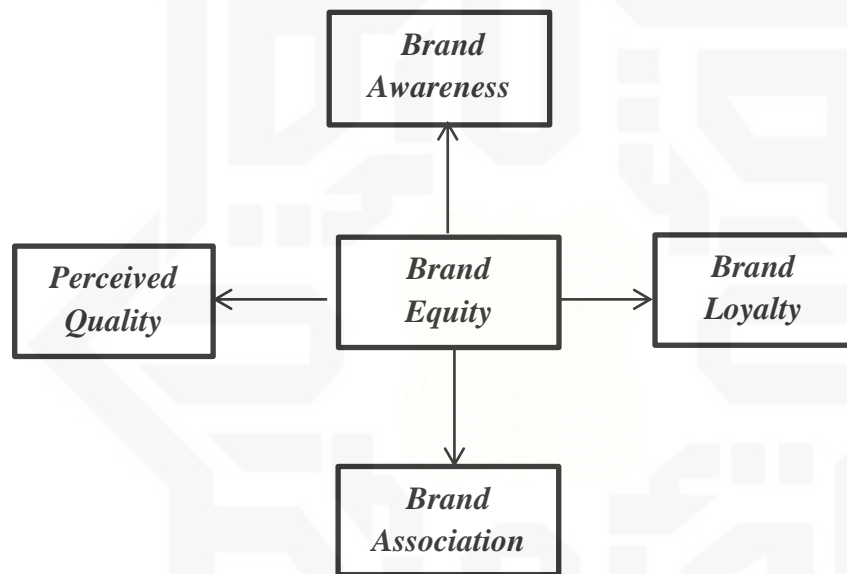 Brand
Awareness
Perceived
Quality
Brand
Equity
Brand
Loyalty
Brand
Association